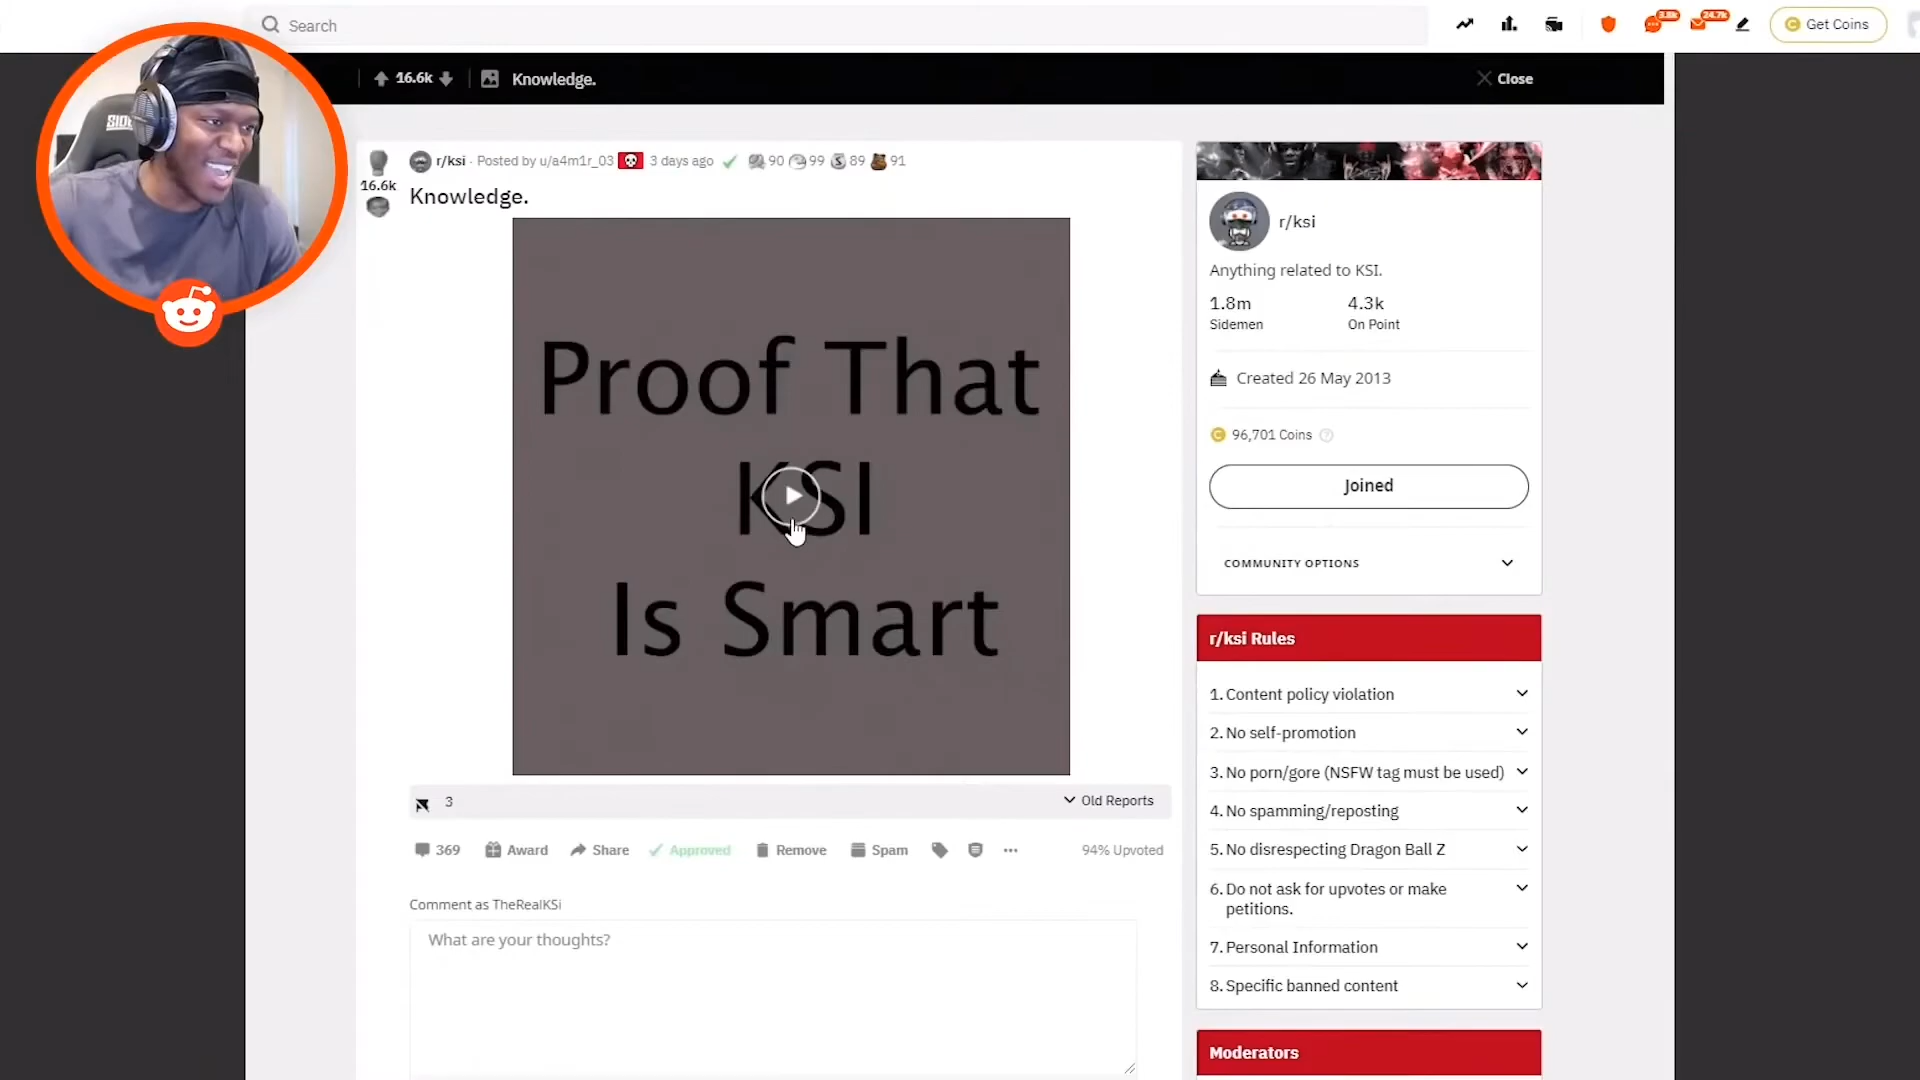 Search
3.8k
24.7k
Get Coins
16.6k
Knowledge.
Close
SIDE
r/ksi · Posted by u/a4m1r_03 3 days ago 90 99 89 91
16.6k
Knowledge.
Proof That
KSI
Is Smart
3
Old Reports
369
Award
Share
Approved
Remove
Spam
94% Upvoted
Comment as TheRealKSi
What are your thoughts?
r/ksi
Anything related to KSI.
1.8m
4.3k
Sidemen
On Point
Created 26 May 2013
96,701 Coins
Joined
COMMUNITY OPTIONS
r/ksi Rules
1. Content policy violation
2. No self-promotion
3. No porn/gore (NSFW tag must be used)
4. No spamming/reposting
5. No disrespecting Dragon Ball Z
6. Do not ask for upvotes or make
petitions.
7. Personal Information
8. Specific banned content
Moderators